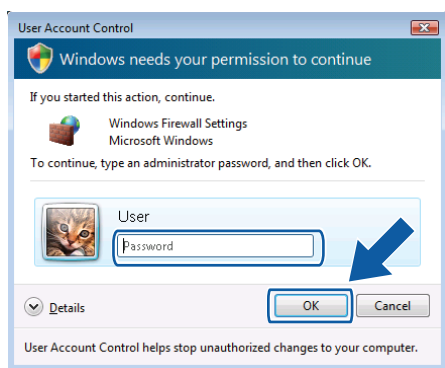 User Account Control
Windows needs your permission to continue
If you started this action, continue.
Windows Firewall Settings
Microsoft Windows
To continue, type an administrator password, and then click OK.
User
Password
Details
OK
Cancel
User Account Control helps stop unauthorized changes to your computer.